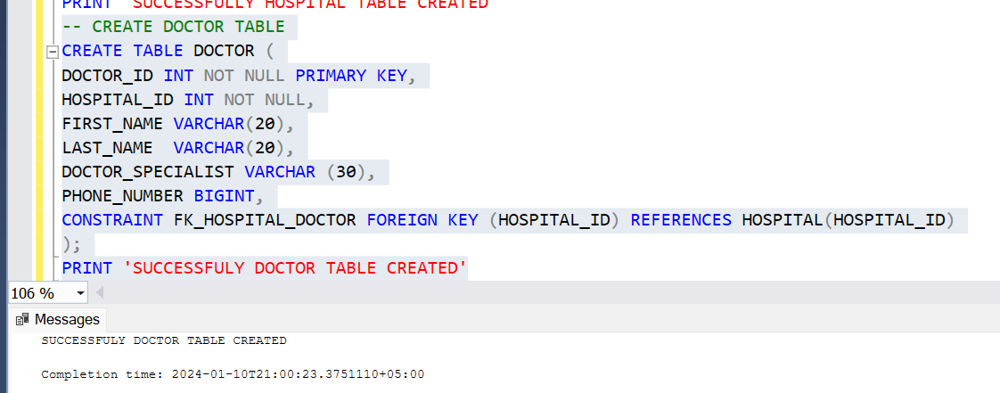 PRINT 'SUCCESSFULLY HOSPITAL TABLE CREATED'
-- CREATE DOCTOR TABLE
CREATE TABLE DOCTOR (
DOCTOR_ID INT NOT NULL PRIMARY KEY,
HOSPITAL_ID INT NOT NULL,
FIRST_NAME VARCHAR(20),
LAST_NAME  VARCHAR(20),
DOCTOR_SPECIALIST VARCHAR (30),
PHONE_NUMBER BIGINT,
CONSTRAINT FK_HOSPITAL_DOCTOR FOREIGN KEY (HOSPITAL_ID) REFERENCES HOSPITAL(HOSPITAL_ID)
);
PRINT 'SUCCESSFULY DOCTOR TABLE CREATED'
106 %
Messages
SUCCESSFULY DOCTOR TABLE CREATED
Completion time: 2024-01-10T21:00:23.3751110+05:00